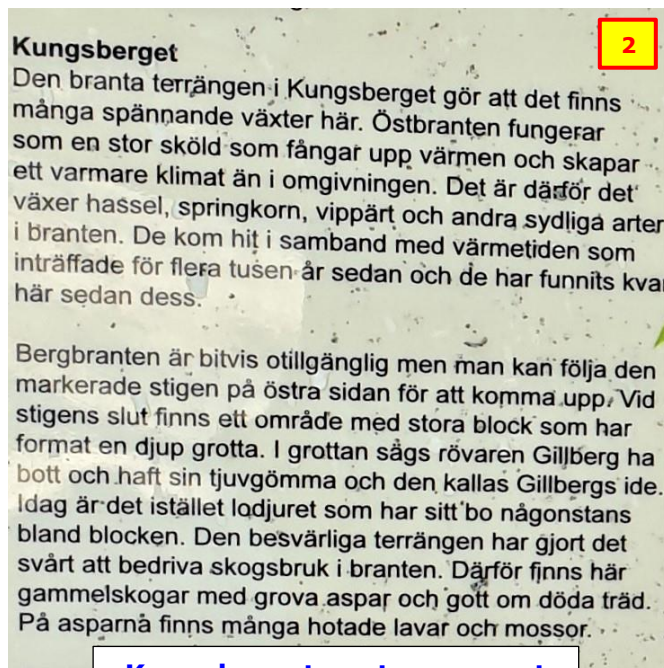 2
Kungsberget
Den branta terrängen i Kungsberget gör att det finns
många spännande växter här. Östbranten fungerar
som en stor sköld som fångar upp värmen och skapar
ett varmare klimat än i omgivningen. Det är därför det
växer hassel, springkorn, vippärt och andra sydliga arter
i branten. De kom hit i samband med värmetiden som
inträffade för flera tusen år sedan och de har funnits kvar
här sedan dess.
Bergbranten är bitvis otillgänglig men man kan följa den
markerade stigen på östra sidan för att komma upp. Vid
stigens slut finns ett område med stora block som har
format en djup grotta. I grottan sägs rövaren Gillberg ha
bott och haft sin tjuvgömma och den kallas Gillbergs ide.
Idag är det istället lodjuret som har sitt bo någonstans
bland blocken. Den besvärliga terrängen har gjort det
svårt att bedriva skogsbruk i branten. Därför finns här
gammelskogar med grova aspar och gott om döda träd.
På asparna finns många hotade lavar och mossor.